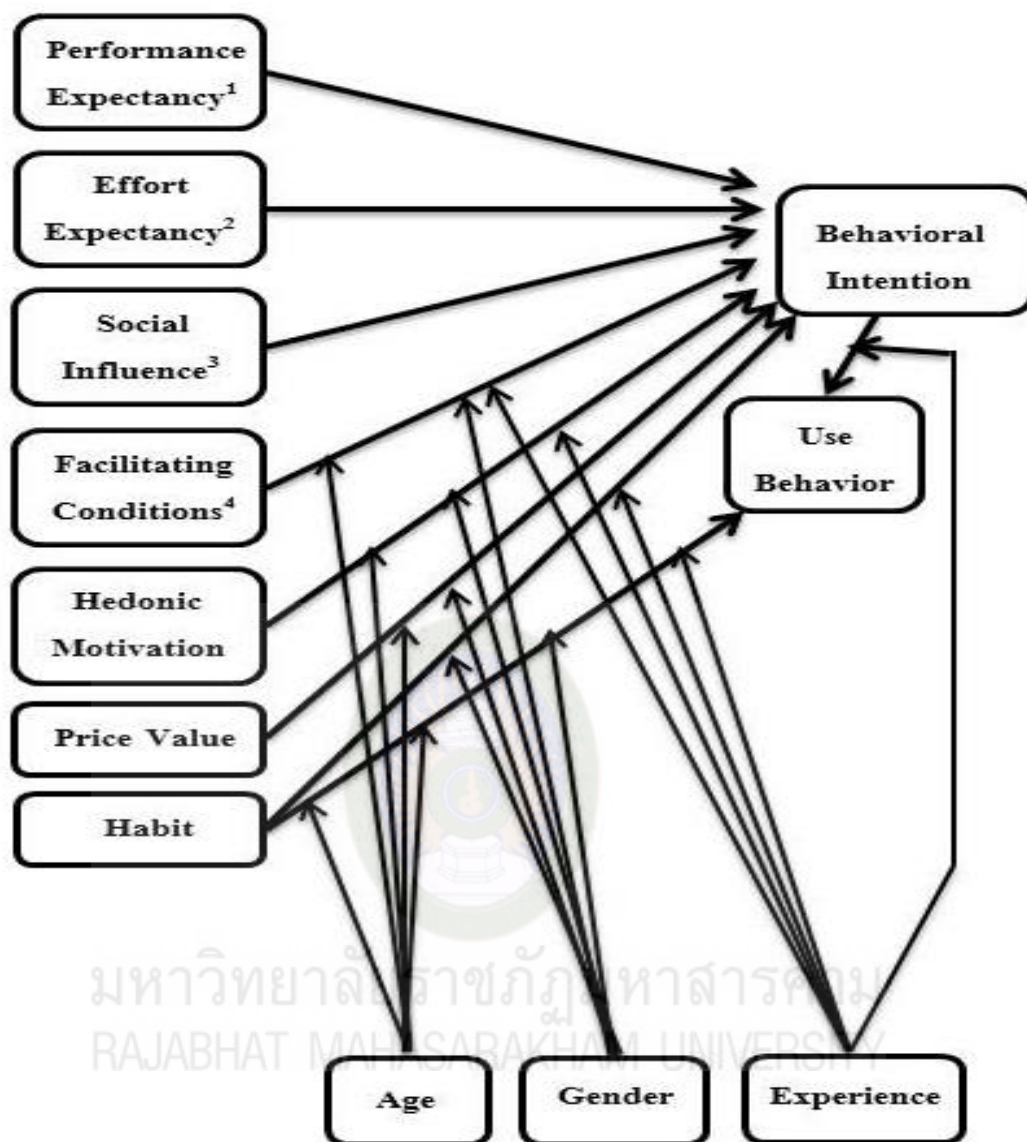 Performance
Expectancy¹
Effort
Expectancy²
Behavioral
Intention
Social
Influence³
Use
Behavior
Facilitating
Conditions⁴
Hedonic
Motivation
Price Value
Habit
มหาวิทยาลัยราชภัฏมหาสารคาม
RAJABHAT MAHASARAKHAM UNIVERSITY
Age
Gender
Experience